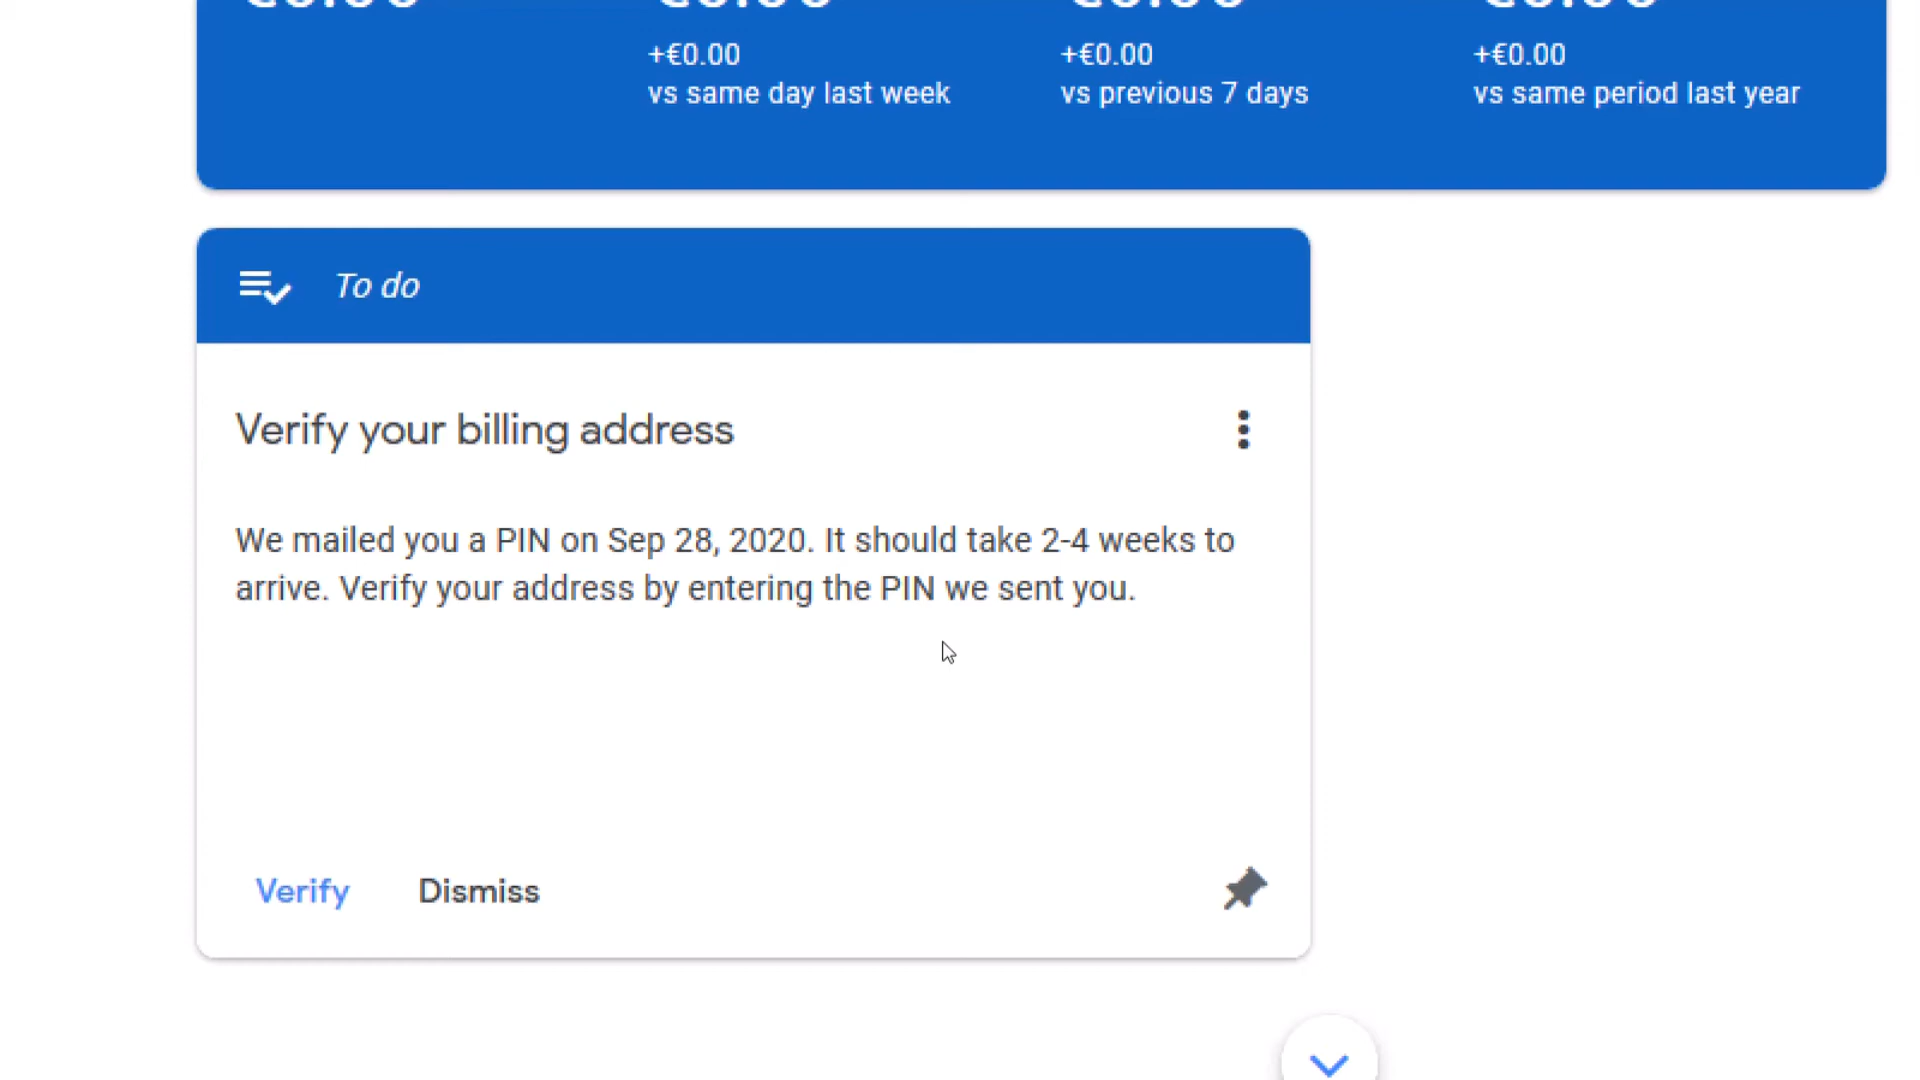 +€0.00 +€0.00 +€0.00
vs same day last week vs previous 7 days vs same period last year
To do
Verify your billing address
We mailed you a PIN on Sep 28, 2020. It should take 2-4 weeks to
arrive. Verify your address by entering the PIN we sent you.
Verify Dismiss